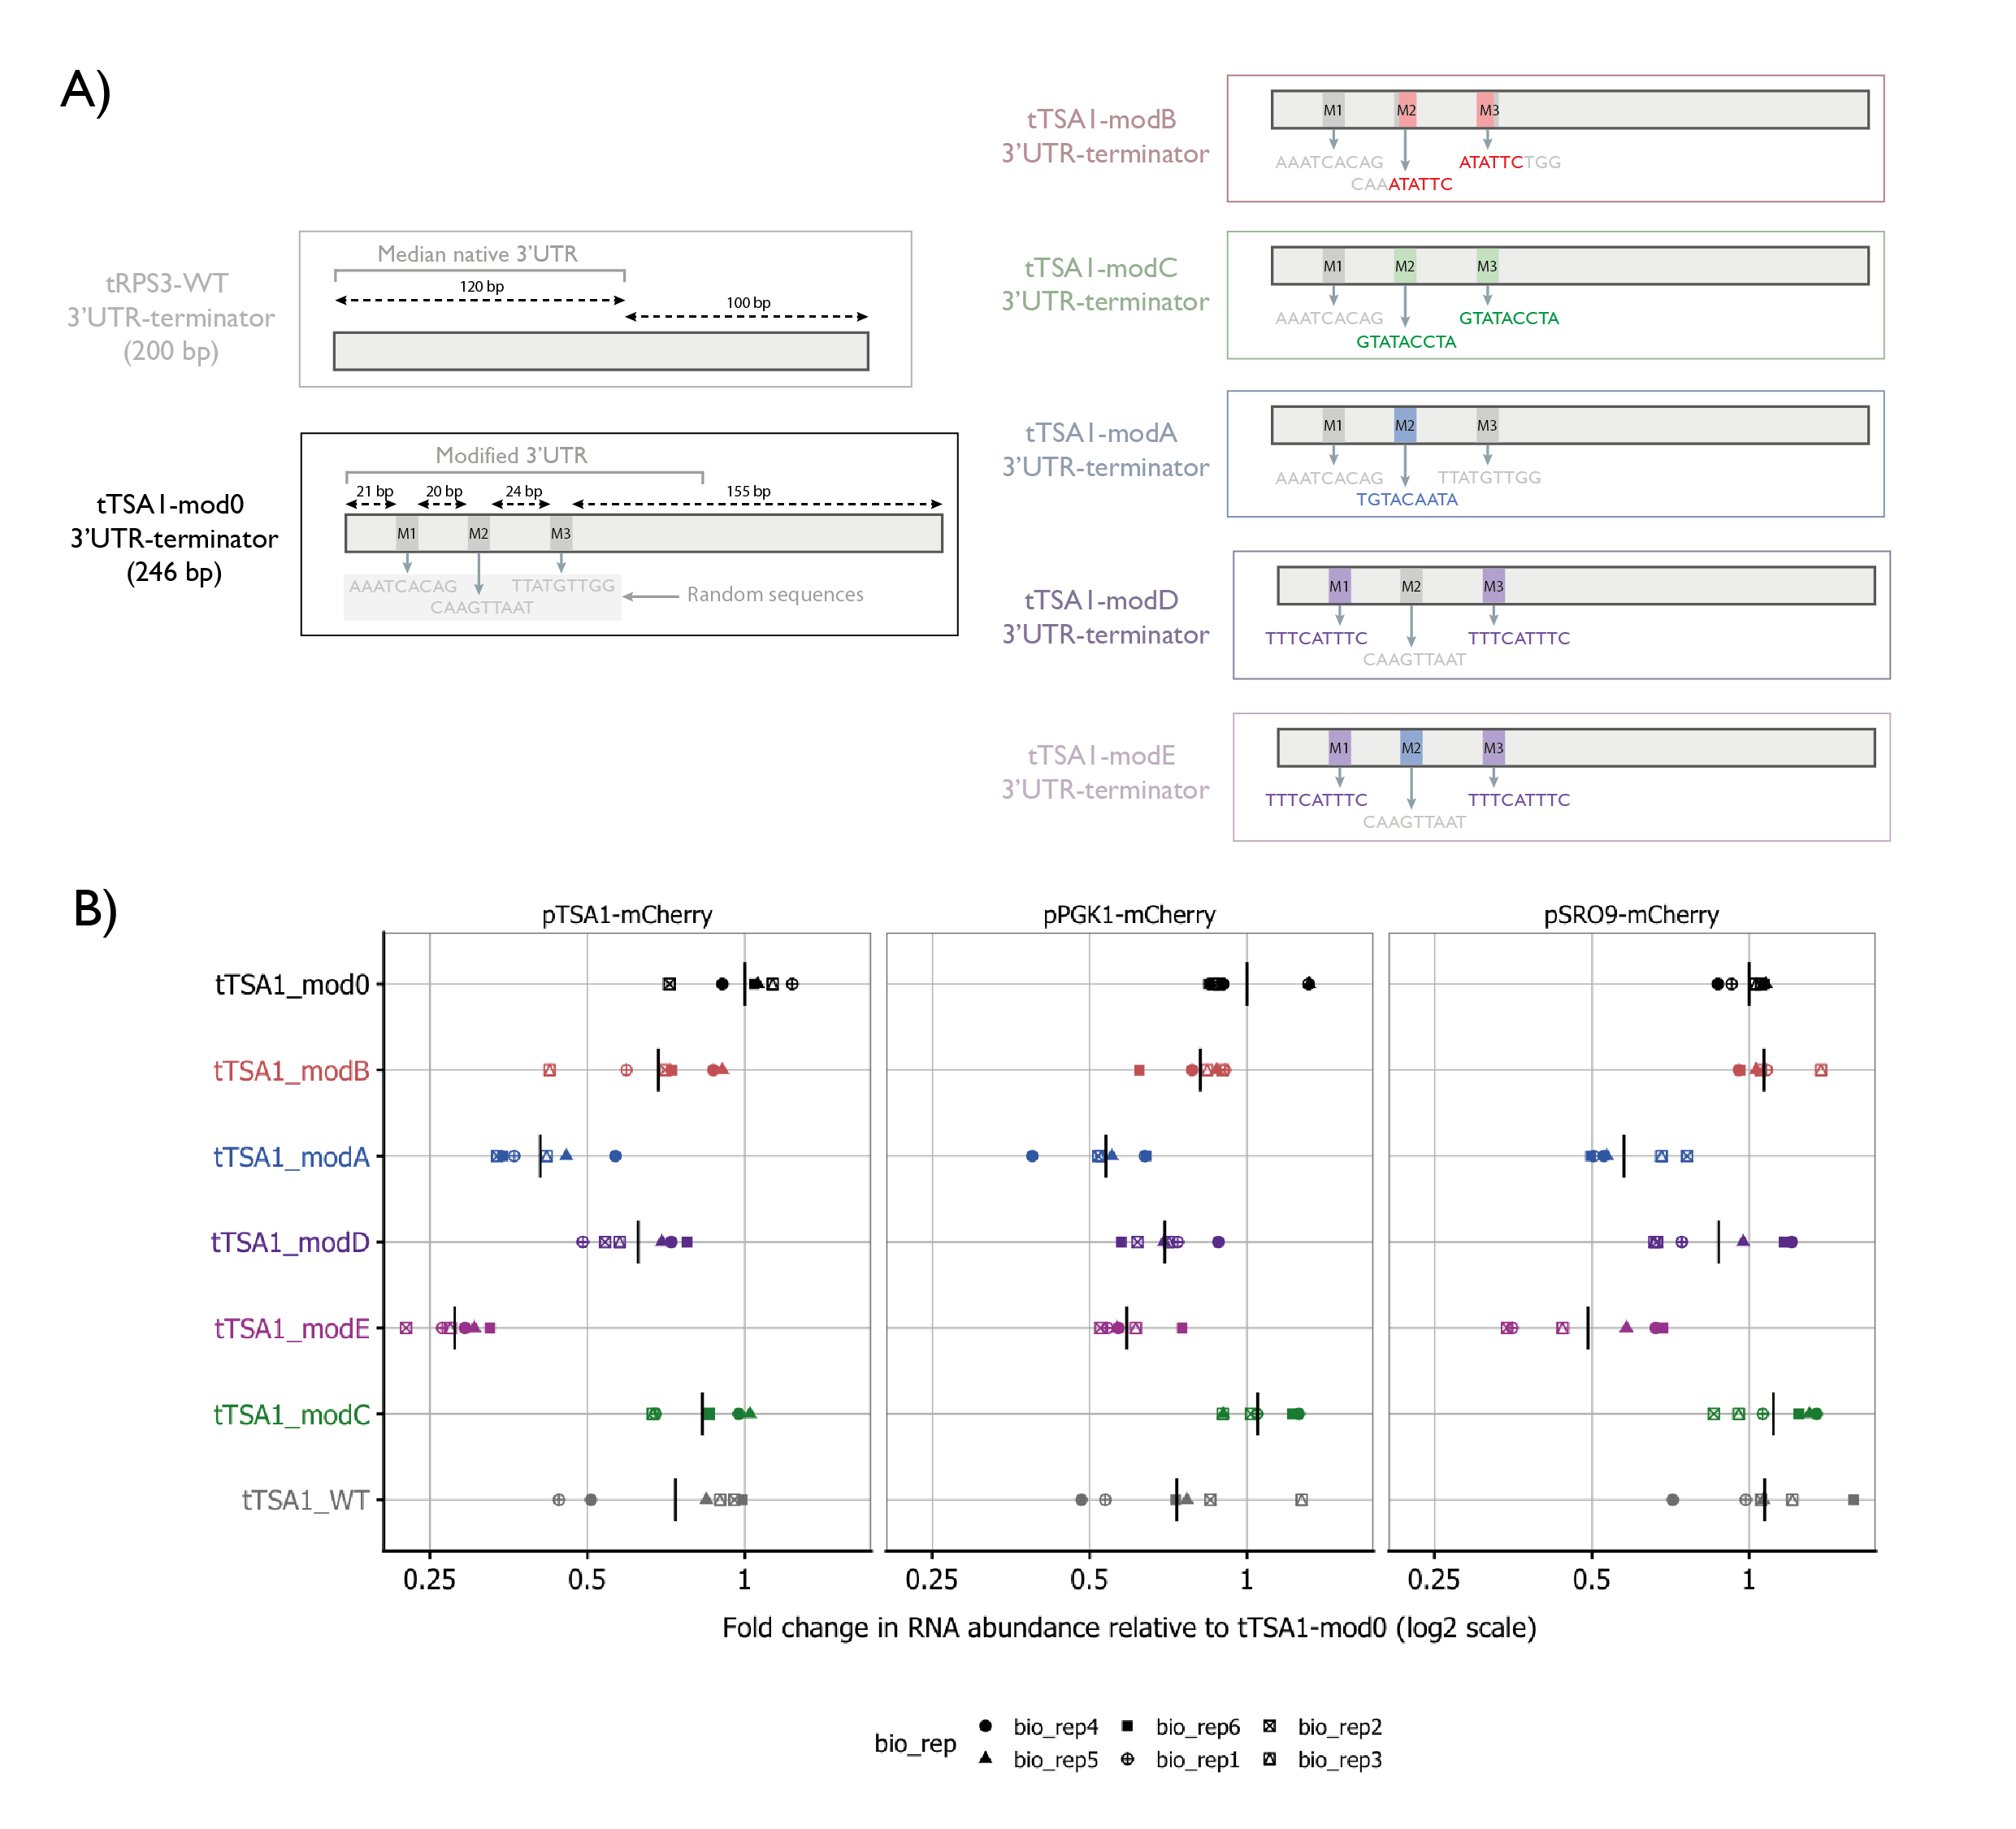 A)
tRPS3-WT
3'UTR-terminator
(200 bp)
Median native 3'UTR
120 bp
100 bp
tTSA1-mod0
3'UTR-terminator
(246 bp)
Modified 3'UTR
21 bp 20 bp 24 bp 155 bp
M1 M2 M3
AAATCACAG TTATGTTGG
CAAGTTAAT
Random sequences
tTSA1-modB
3'UTR-terminator
M1 M2 M3
AAATCACAG ATATTCTGG
CAAATATTC
tTSA1-modC
3'UTR-terminator
M1 M2 M3
AAATCACAG GTATACCTA
GTATACCTA
tTSA1-modA
3'UTR-terminator
M1 M2 M3
AAATCACAG TTATGTTGG
TGTACAATA
tTSA1-modD
3'UTR-terminator
M1 M2 M3
TTTCATTTC TTTCATTTC
CAAGTTAAT
tTSA1-modE
3'UTR-terminator
M1 M2 M3
TTTCATTTC TTTCATTTC
CAAGTTAAT
B)
pTSA1-mCherry pPGK1-mCherry pSRO9-mCherry
tTSA1_mod0
tTSA1_modB
tTSA1_modA
tTSA1_modD
tTSA1_modE
tTSA1_modC
tTSA1_WT
0.25 0.5 1 0.25 0.5 1 0.25 0.5 1
Fold change in RNA abundance relative to tTSA1-mod0 (log2 scale)
bio_rep
bio_rep4 bio_rep6 bio_rep2
bio_rep5 bio_rep1 bio_rep3